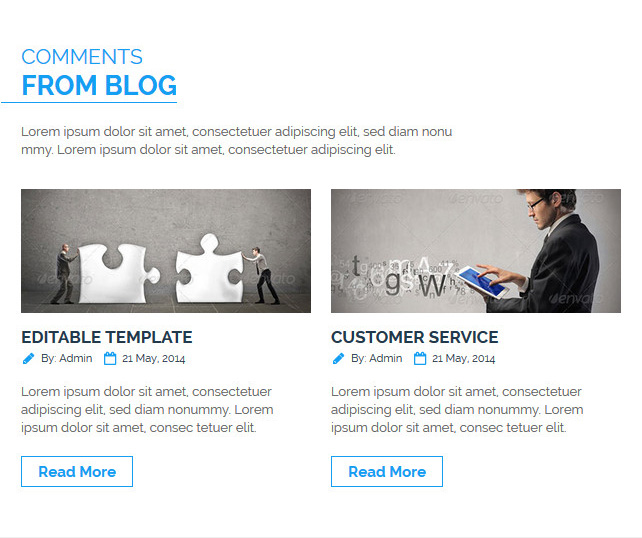 COMMENTS
FROM BLOG
Lorem ipsum dolor sit amet, consectetuer adipiscing elit, sed diam nonu
mmy. Lorem ipsum dolor sit amet, consectetuer adipiscing elit.
envato
EDITABLE TEMPLATE
By: Admin 21 May, 2014
Lorem ipsum dolor sit amet, consectetuer
adipiscing elit, sed diam nonummy. Lorem
ipsum dolor sit amet, consec tetuer elit.
Read More
envato
CUSTOMER SERVICE
By: Admin 21 May, 2014
Lorem ipsum dolor sit amet, consectetuer
adipiscing elit, sed diam nonummy. Lorem
ipsum dolor sit amet, consec tetuer elit.
Read More